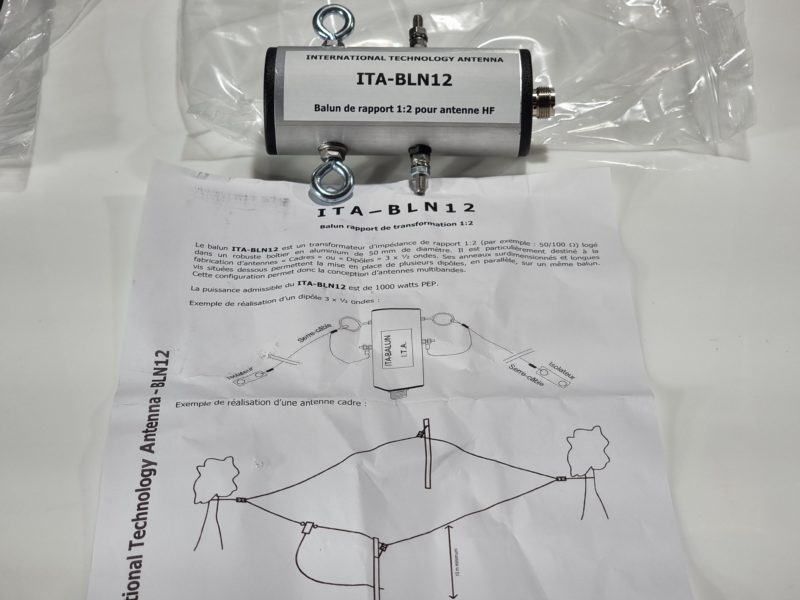 INTERNATIONAL TECHNOLOGY ANTENNA
ITA-BLN12
Balun de rapport 1:2 pour antenne HF
ITA-BLN12
Balun rapport de transformation 1:2
Le balun ITA-BLN12 est un transformateur d'impédance de rapport 1:2 (par exemple : 50/100 Ω) logé
dans un robuste boîtier en aluminium de 50 mm de diamètre. Il est particulièrement destiné à la
fabrication d'antennes « Cadres » ou « Dipôles » 3 x ½ ondes. Ses anneaux surdimensionnés et longues
vis situées dessous permettent la mise en place de plusieurs dipôles, en parallèle, sur un même balun.
Cette configuration permet donc la conception d'antennes multibandes.
La puissance admissible du ITA-BLN12 est de 1000 watts PEP.
Exemple de réalisation d'un dipôle 3 x ½ ondes :
Serre-câble
Isolateur
ITA BALUN
I.T.A.
Isolateur
Serre-câble
Exemple de réalisation d'une antenne cadre :
tional Technology Antenna-BLN12